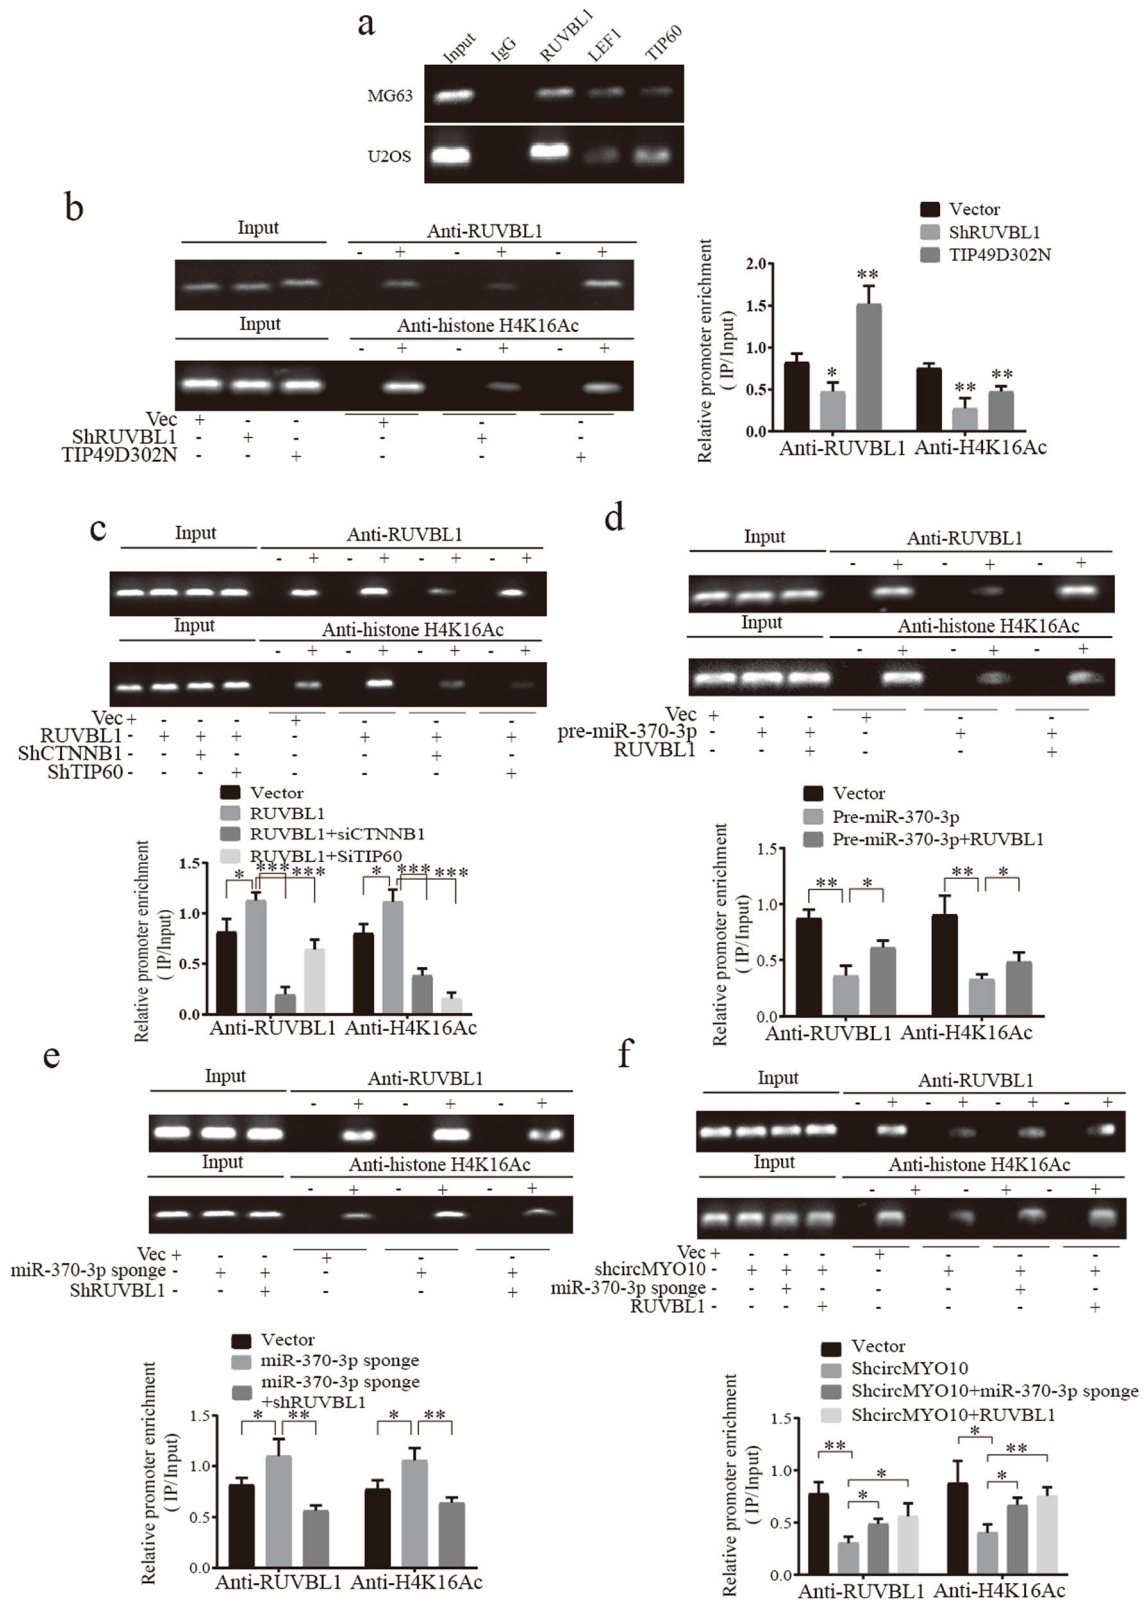 a
Input IgG RUVBL1 LEF1 TIP60
MG63
U2OS
b
Input Anti-RUVBL1
- + - + - +
Input Anti-histone H4K16Ac
- + - + - +
Vec + - - + - -
ShRUVBL1 - + - - + -
TIP49D302N - - + - - +
Vector
ShRUVBL1
TIP49D302N
Relative promoter enrichment
( IP/Input)
2.0
1.5
1.0
0.5
0.0
* ** ** **
Anti-RUVBL1 Anti-H4K16Ac
c
Input Anti-RUVBL1
- + - + - + - +
Input Anti-histone H4K16Ac
- + - + - + - +
Vec + - - - + - - -
RUVBL1 - + + + - + + +
ShCTNNB1 - - + - - - + -
ShTIP60 - - - + - - - +
Vector
RUVBL1
RUVBL1+siCTNNB1
RUVBL1+SiTIP60
Relative promoter enrichment
( IP/Input)
1.5
1.0
0.5
0.0
* *** *** * *** ***
Anti-RUVBL1 Anti-H4K16Ac
d
Input Anti-RUVBL1
- + - + - +
Input Anti-histone H4K16Ac
- + - + - +
Vec + - - + - -
pre-miR-370-3p - + + - + +
RUVBL1 - - + - - +
Vector
Pre-miR-370-3p
Pre-miR-370-3p+RUVBL1
Relative promoter enrichment
( IP/Input)
1.5
1.0
0.5
0.0
** * ** *
Anti-RUVBL1 Anti-H4K16Ac
e
Input Anti-RUVBL1
- + - + - +
Input Anti-histone H4K16Ac
- + - + - +
Vec + - - + - -
miR-370-3p sponge - + + - + +
ShRUVBL1 - - + - - +
Vector
miR-370-3p sponge
miR-370-3p sponge
+shRUVBL1
Relative promoter enrichment
( IP/Input)
1.5
1.0
0.5
0.0
* ** * **
Anti-RUVBL1 Anti-H4K16Ac
f
Input Anti-RUVBL1
- + - + - + - +
Input Anti-histone H4K16Ac
- + - + - + - +
Vec + - - - + - - -
shcircMYO10 - + + + - + + +
miR-370-3p sponge - - + - - - + -
RUVBL1 - - - + - - - +
Vector
ShcircMYO10
ShcircMYO10+miR-370-3p sponge
ShcircMYO10+RUVBL1
Relative promoter enrichment
( IP/Input)
1.5
1.0
0.5
0.0
** * * * * **
Anti-RUVBL1 Anti-H4K16Ac